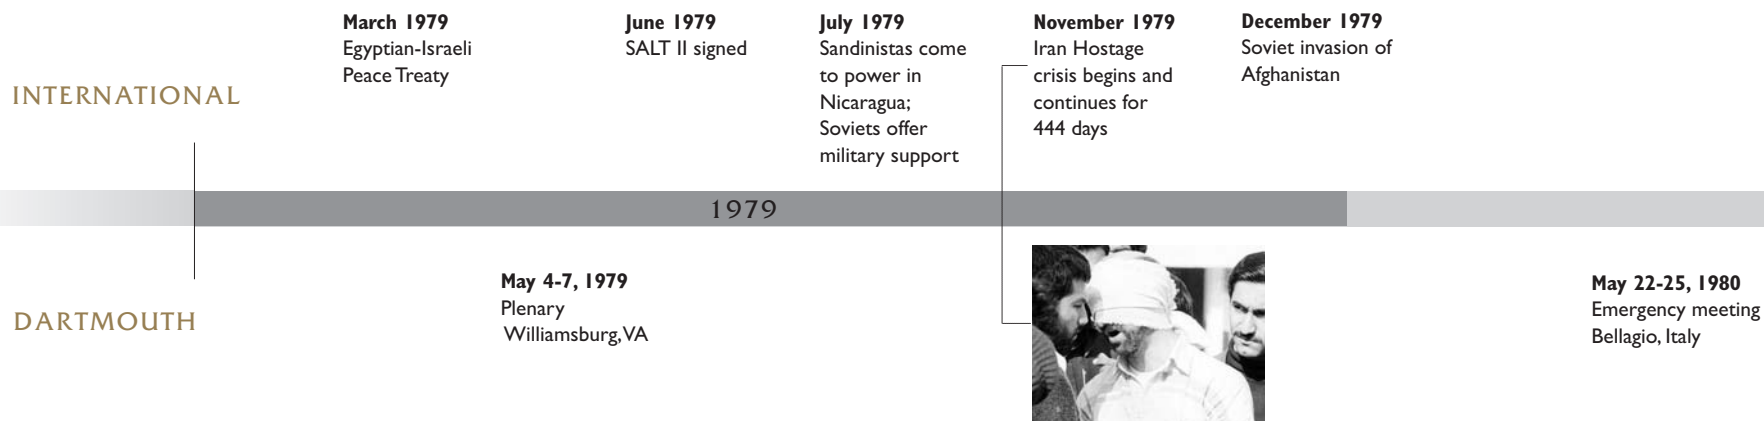 March 1979
Egyptian-Israeli
Peace Treaty
June 1979
SALT II signed
July 1979
Sandinistas come
to power in
Nicaragua;
Soviets offer
military support
November 1979
Iran Hostage
crisis begins and
continues for
444 days
December 1979
Soviet invasion of
Afghanistan
INTERNATIONAL
1979
DARTMOUTH
May 4-7, 1979
Plenary
Williamsburg, VA
May 22-25, 1980
Emergency meeting
Bellagio, Italy